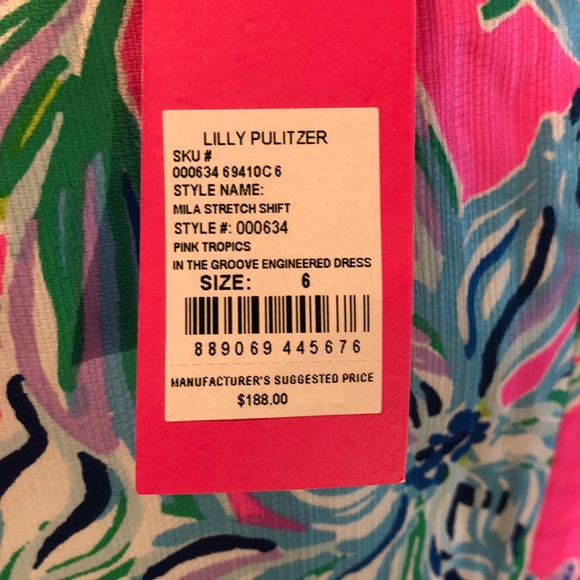 LILLY PULITZER
SKU #
000634 69410C 6
STYLE NAME:
MILA STRETCH SHIFT
STYLE #: 000634
PINK TROPICS
IN THE GROOVE ENGINEERED DRESS
SIZE: 6
889069 445676
MANUFACTURER'S SUGGESTED PRICE
$188.00